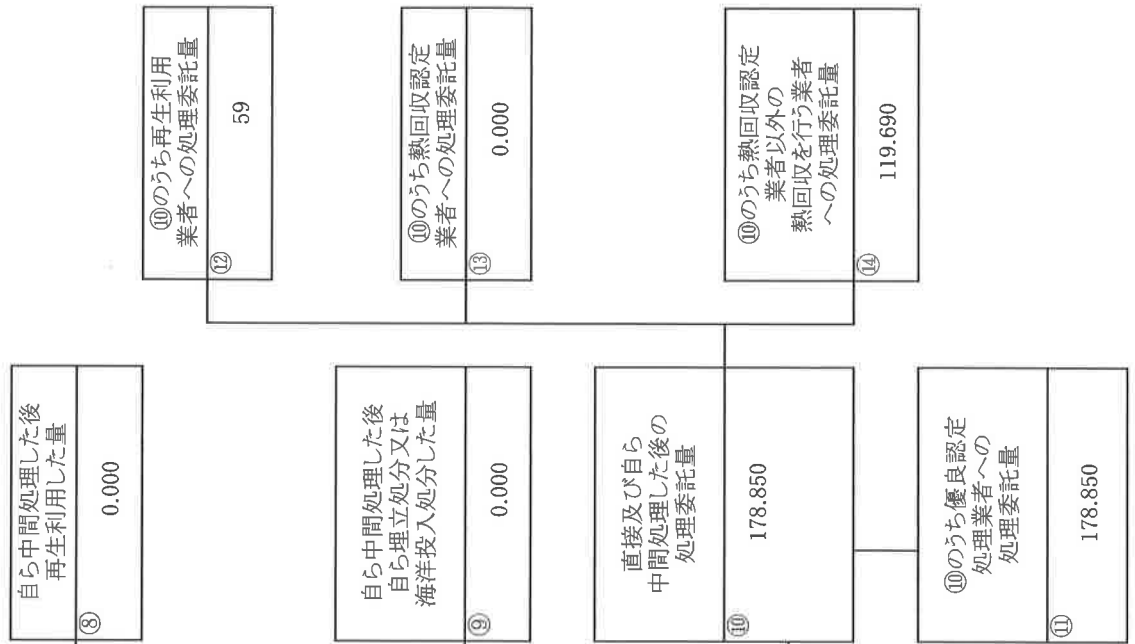 自ら中間処理した後
再生利用した量
⑧
0.000
自ら中間処理した後
自ら埋立処分又は
海洋投入処分した量
⑨
0.000
直接及び自ら
中間処理した後の
処理委託量
⑩
178.850
⑩のうち優良認定
処理業者への
処理委託量
⑪
178.850
⑩のうち再生利用
業者への処理委託量
⑫
59
⑩のうち熱回収認定
業者への処理委託量
⑬
0.000
⑩のうち熱回収認定
業者以外の
熱回収を行う業者
への処理委託量
⑭
119.690